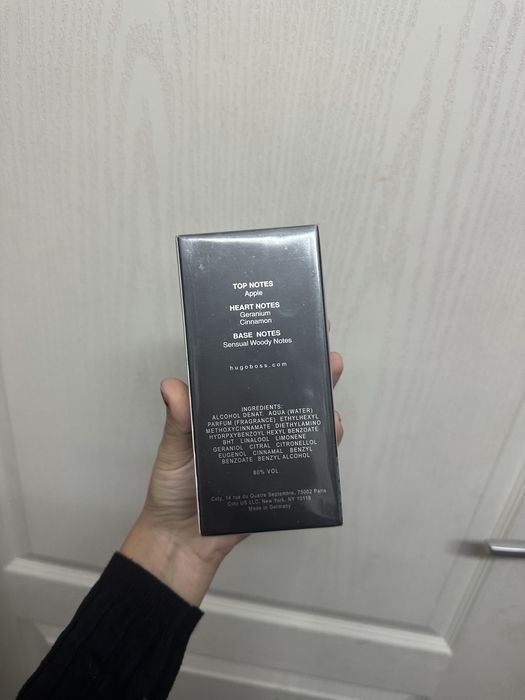 TOP NOTES
Apple
HEART NOTES
Geranium
Cinnamon
BASE NOTES
Sensual Woody Notes
hugoboss.com
INGREDIENTS:
ALCOHOL DENAT. AQUA (WATER)
PARFUM (FRAGRANCE) ETHYLHEXYL
METHOXYCINNAMATE DIETHYLAMINO
HYDRPXYBENZOYL HEXYL BENZOATE
BHT LINALOOL LIMONENE
GERANIOL CITRAL CITRONELLOL
EUGENOL CINNAMAL BENZYL
BENZOATE BENZYL ALCOHOL
80% VOL.
Coty, 14 rue du Quatre Septembre, 75002 Paris
Coty US LLC, New York, NY 10118
Made in Germany